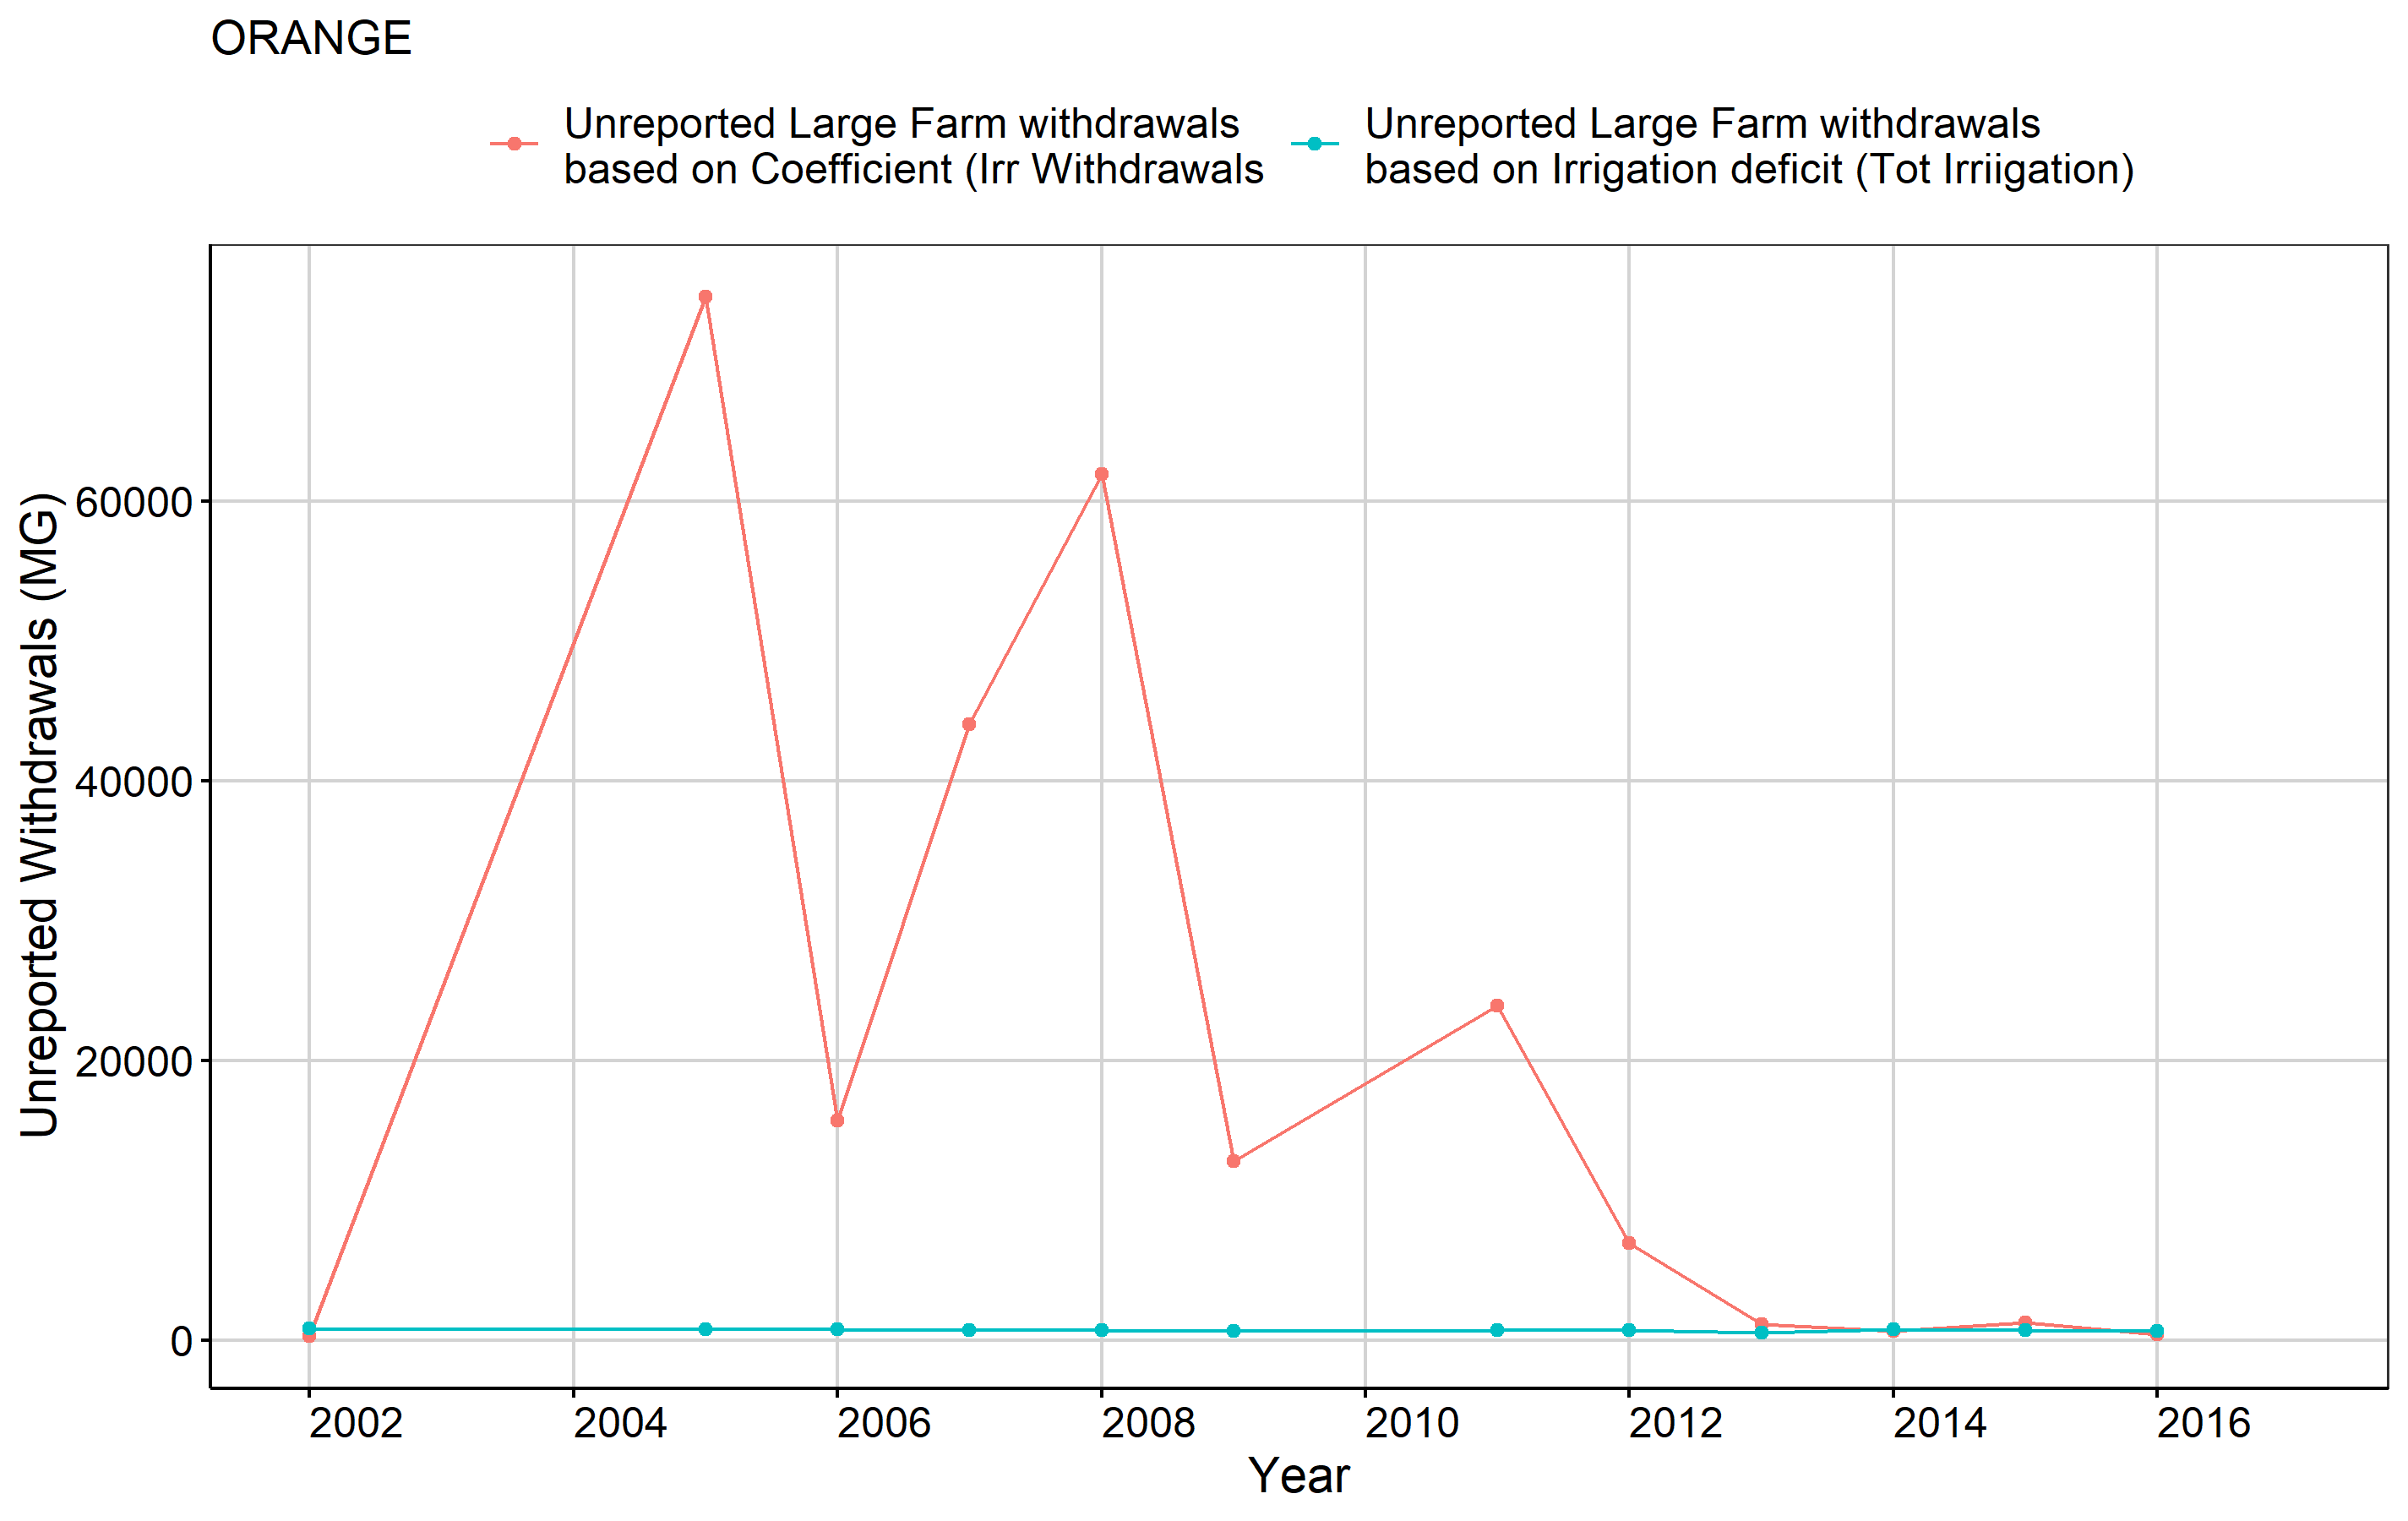 ORANGE
Unreported Large Farm withdrawals
based on Coefficient (Irr Withdrawals
Unreported Large Farm withdrawals
based on Irrigation deficit (Tot Irriigation)
Unreported Withdrawals (MG)
60000
40000
20000
0
2002 2004 2006 2008 2010 2012 2014 2016
Year